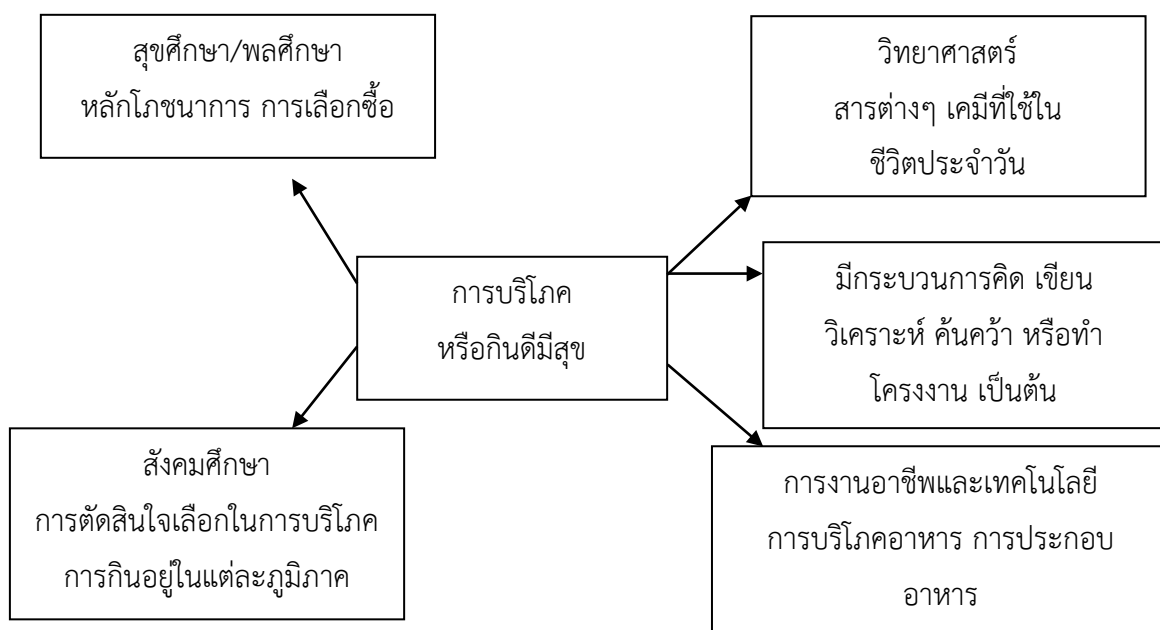 สุขศึกษา/พลศึกษา
หลักโภชนาการ การเลือกซื้อ
วิทยาศาสตร์
สารต่างๆ เคมีที่ใช้ใน
ชีวิตประจำวัน
การบริโภค
หรือกินดีมีสุข
มีกระบวนการคิด เขียน
วิเคราะห์ ค้นคว้า หรือทำ
โครงงาน เป็นต้น
สังคมศึกษา
การตัดสินใจเลือกในการบริโภค
การกินอยู่ในแต่ละภูมิภาค
การงานอาชีพและเทคโนโลยี
การบริโภคอาหาร การประกอบ
อาหาร